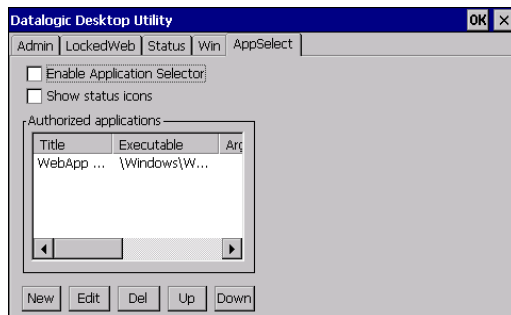 Datalogic Desktop Utility OK ×
Admin LockedWeb Status Win AppSelect
Enable Application Selector
Show status icons
Authorized applications
Title Executable Arg
WebApp ... \Windows\W...
New Edit Del Up Down